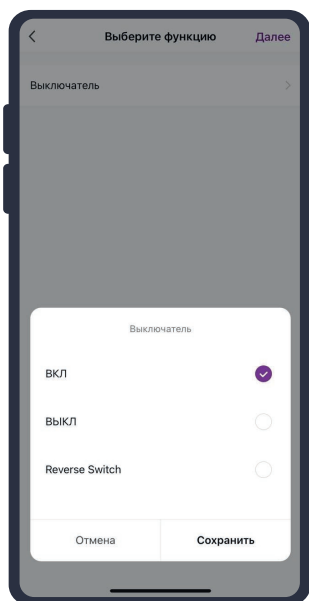 Выберите функцию Далее
Выключатель
Выключатель
ВКЛ
ВЫКЛ
Reverse Switch
Отмена Сохранить